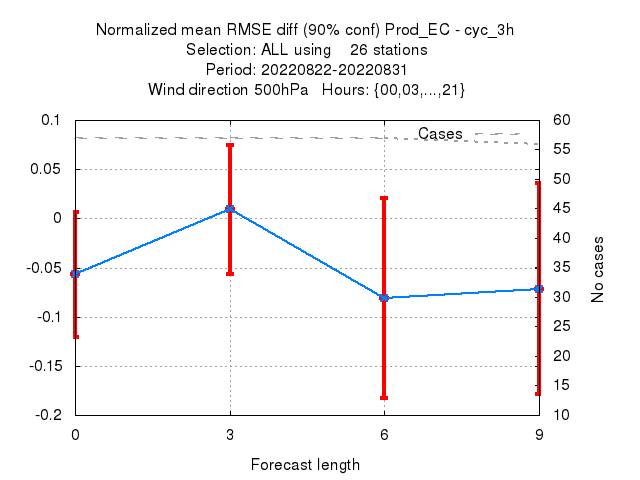 Normalized mean RMSE diff (90% conf) Prod_EC - cyc_3h
Selection: ALL using 26 stations
Period: 20220822-20220831
Wind direction 500hPa Hours: {00,03,...,21}
0.1
0.05
0
-0.05
-0.1
-0.15
-0.2
Cases
60
55
50
45
40
35
30
25
20
15
10
No cases
0 3 6 9
Forecast length